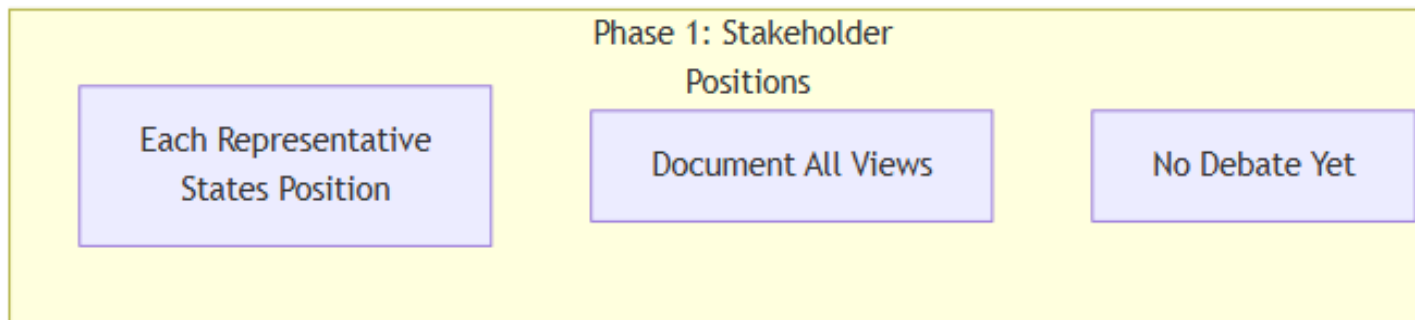 Phase 1: Stakeholder
Positions
Each Representative
States Position
Document All Views
No Debate Yet